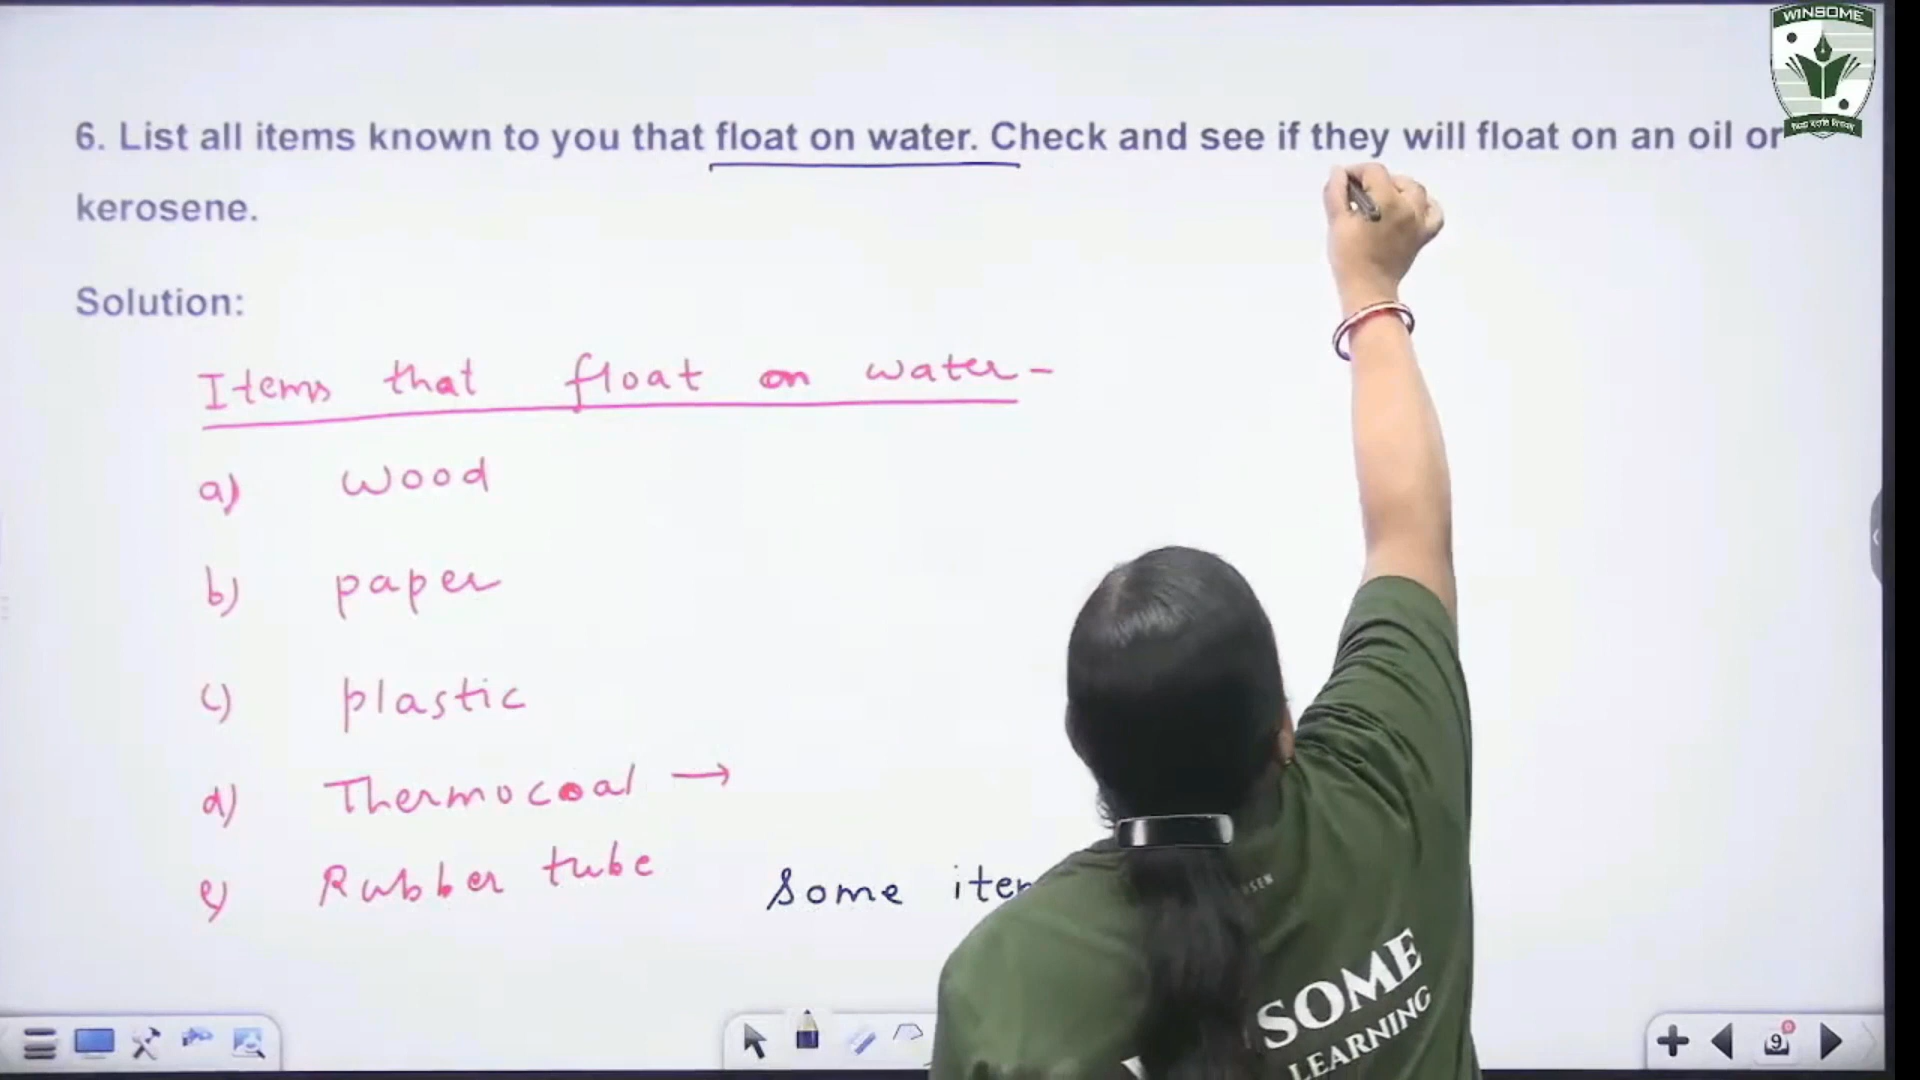 WINSOME
6. List all items known to you that float on water. Check and see if they will float on an oil or
kerosene.
Solution:
Items that float on water -
a) wood
b) paper
c) plastic
d) Thermocoal →
e) Rubber tube
Some
SOME
LEARNING
9